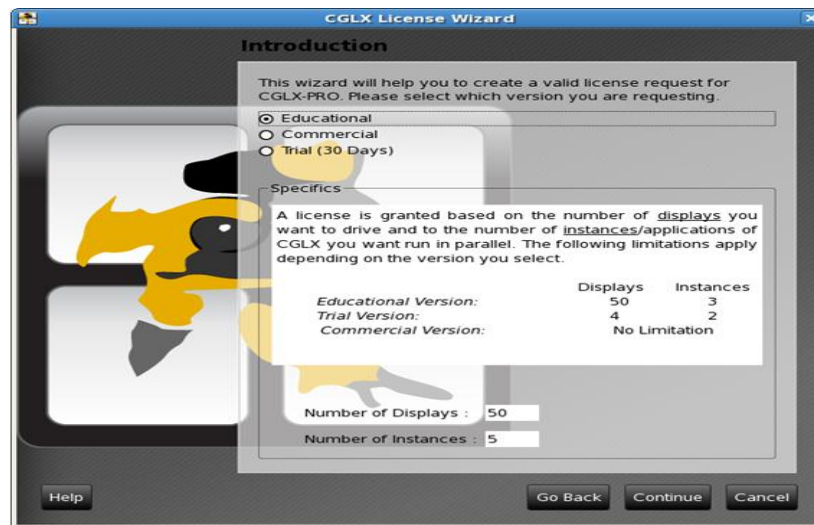 CGLX License Wizard
Introduction
This wizard will help you to create a valid license request for
CGLX-PRO. Please select which version you are requesting.
Educational
Commercial
Trial (30 Days)
Specifics
A license is granted based on the number of displays you
want to drive and to the number of instances/applications of
CGLX you want run in parallel. The following limitations apply
depending on the version you select.
Displays Instances
Educational Version: 50 3
Trial Version: 4 2
Commercial Version: No Limitation
Number of Displays : 50
Number of Instances : 5
Help Go Back Continue Cancel